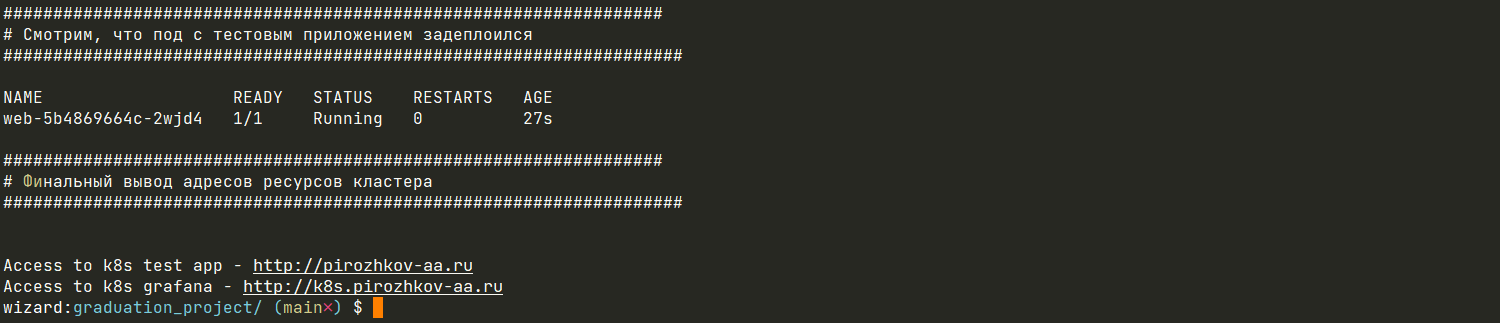 ##################################################################
# Смотрим, что под с тестовым приложением задеплоился
####################################################################
NAME                   READY   STATUS    RESTARTS   AGE
web-5b4869664c-2wjd4   1/1     Running   0          27s
##################################################################
# Финальный вывод адресов ресурсов кластера
####################################################################
Access to k8s test app - http://pirozhkov-aa.ru
Access to k8s grafana - http://k8s.pirozhkov-aa.ru
wizard:graduation_project/ (main×) $